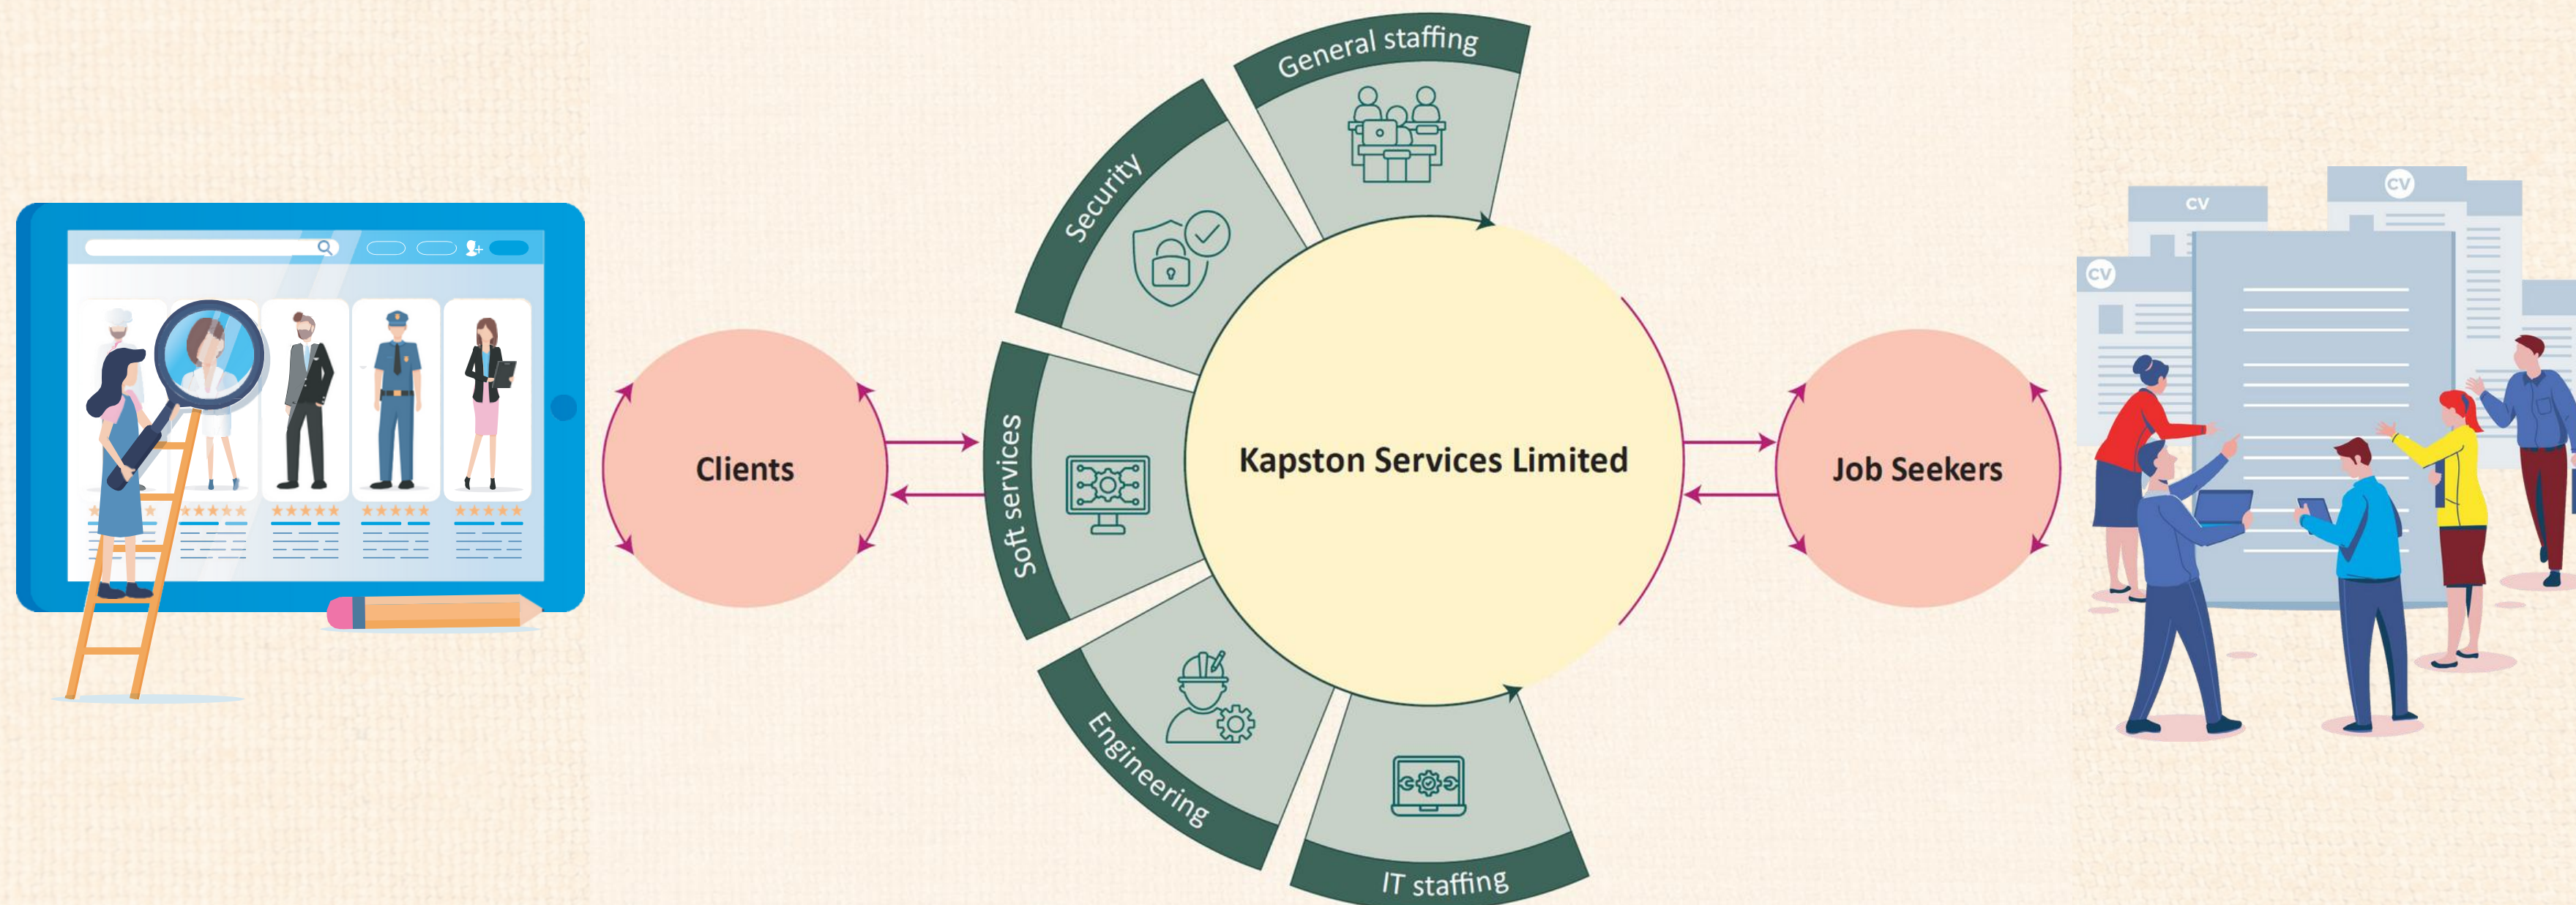 General staffing
Security
Soft services
Engineering
IT staffing
Clients
Kapston Services Limited
Job Seekers
CV
CV
CV